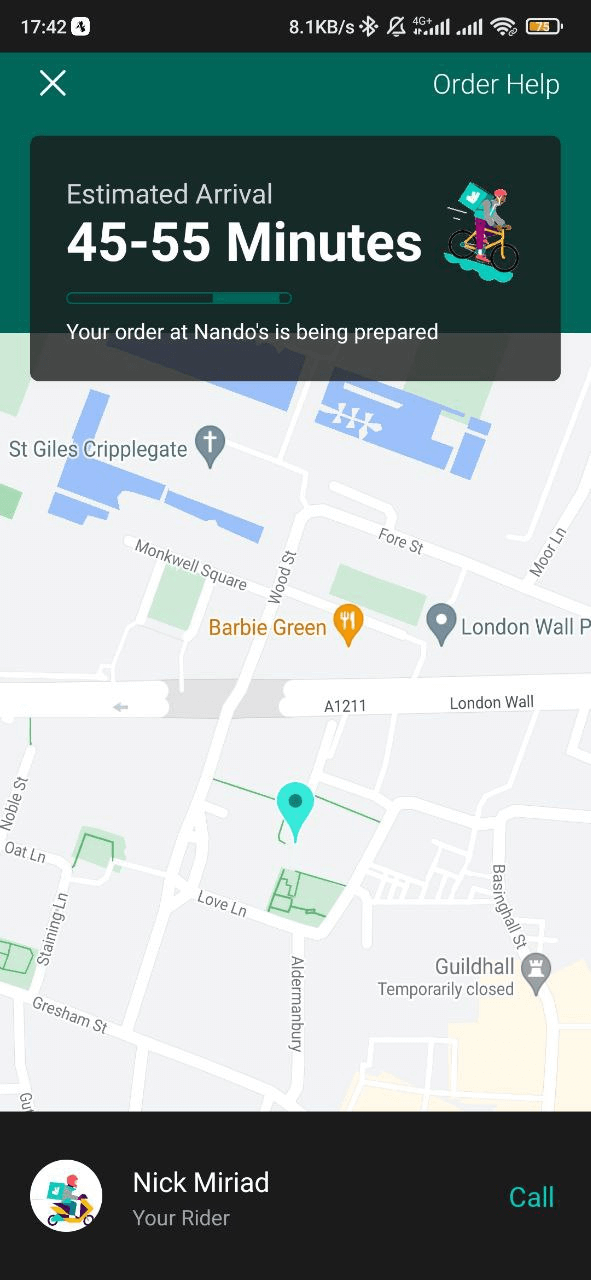 17:42
8.1KB/s 4G+ 75
Order Help
Estimated Arrival
45-55 Minutes
Your order at Nando's is being prepared
St Giles Cripplegate
Fore St
Moor Ln
Monkwell Square
Wood St
Barbie Green
London Wall P
A1211
London Wall
Noble St
Oat Ln
Love Ln
Staining Ln
Basinghall St
Aldermanbury
Guildhall
Temporarily closed
Gresham St
Gut
Nick Miriad
Your Rider
Call